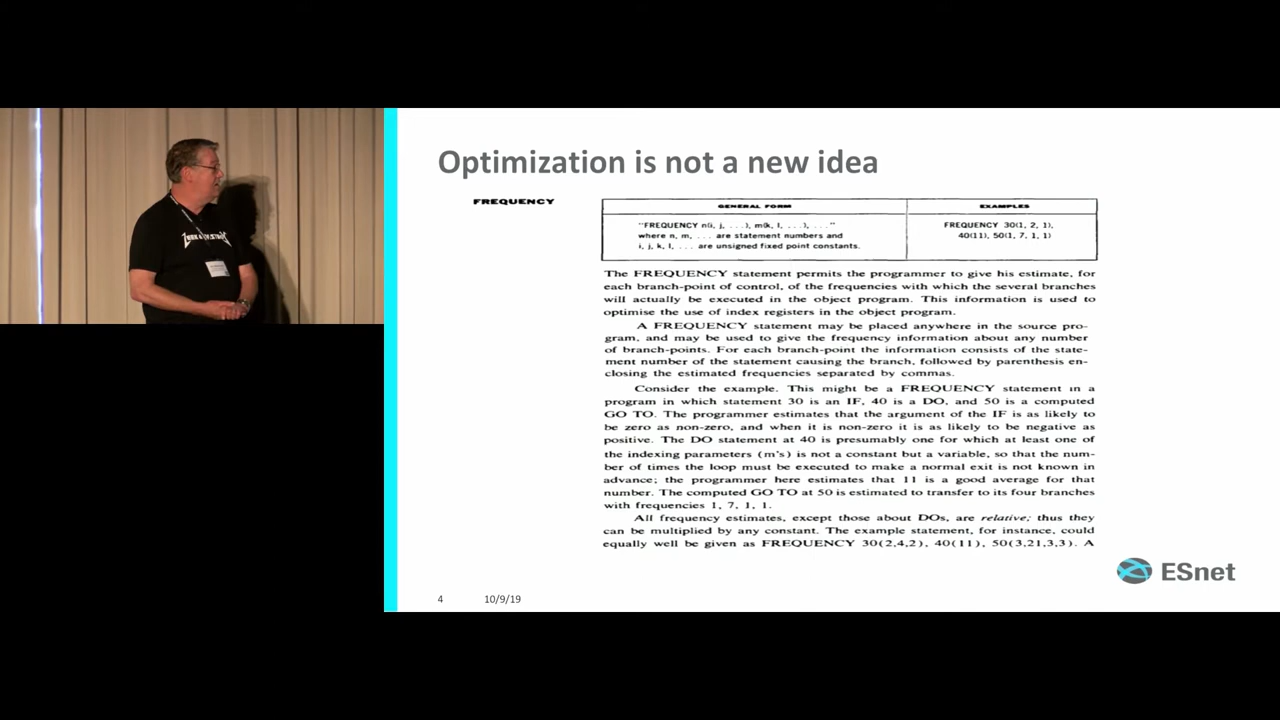 Optimization is not a new idea
FREQUENCY
GENERAL FORM
EXAMPLES
"FREQUENCY n(i, j, . . .), m(k, l, . . .), . . ."
where n, m, . . . are statement numbers and
i, j, k, l, . . . are unsigned fixed point constants.
FREQUENCY 30(1, 2, 1),
40(11), 50(1, 7, 1, 1)
The FREQUENCY statement permits the programmer to give his estimate, for
each branch-point of control, of the frequencies with which the several branches
will actually be executed in the object program. This information is used to
optimise the use of index registers in the object program.
A FREQUENCY statement may be placed anywhere in the source pro-
gram, and may be used to give the frequency information about any number
of branch-points. For each branch-point the information consists of the state-
ment number of the statement causing the branch, followed by parenthesis en-
closing the estimated frequencies separated by commas.
Consider the example. This might be a FREQUENCY statement in a
program in which statement 30 is an IF, 40 is a DO, and 50 is a computed
GO TO. The programmer estimates that the argument of the IF is as likely to
be zero as non-zero, and when it is non-zero it is as likely to be negative as
positive. The DO statement at 40 is presumably one for which at least one of
the indexing parameters (m's) is not a constant but a variable, so that the num-
ber of times the loop must be executed to make a normal exit is not known in
advance; the programmer here estimates that 11 is a good average for that
number. The computed GO TO at 50 is estimated to transfer to its four branches
with frequencies 1, 7, 1, 1.
All frequency estimates, except those about DOs, are relative; thus they
can be multiplied by any constant. The example statement, for instance, could
equally well be given as FREQUENCY 30(2,4,2), 40(11), 50(3,21,3,3). A
ESnet
4
10/9/19